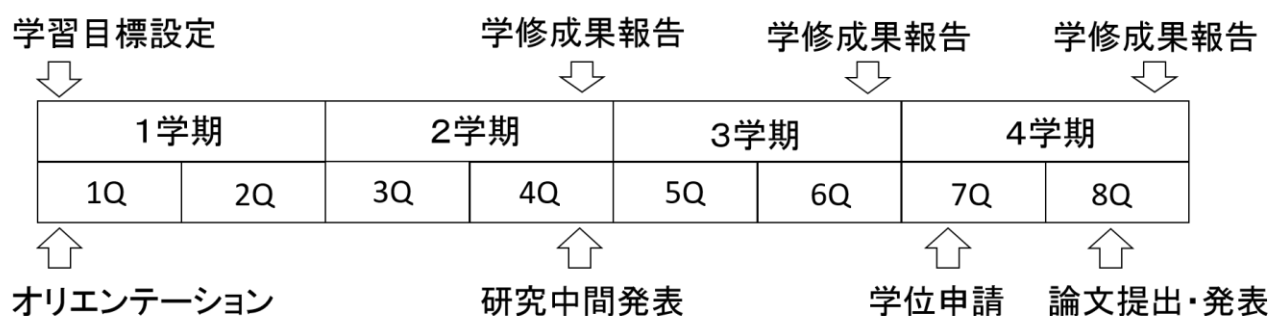 学習目標設定 学修成果報告 学修成果報告 学修成果報告
1学期 2学期 3学期 4学期
1Q 2Q 3Q 4Q 5Q 6Q 7Q 8Q
オリエンテーション 研究中間発表 学位申請 論文提出・発表